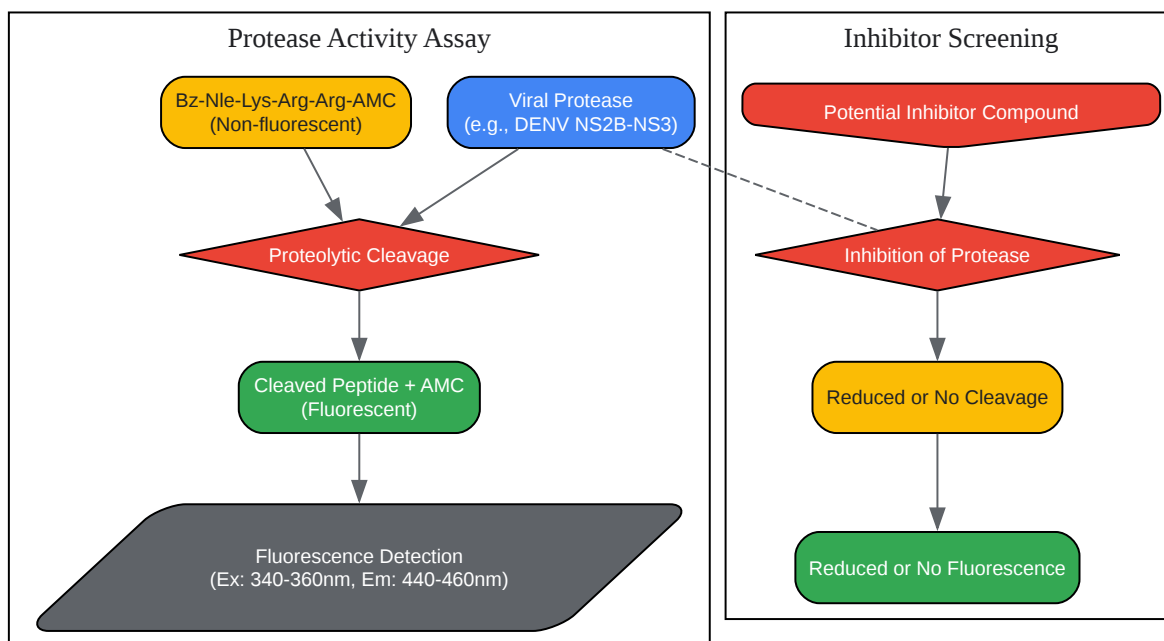 Protease Activity Assay
Bz-Nle-Lys-Arg-Arg-AMC
(Non-fluorescent)
Viral Protease
(e.g., DENV NS2B-NS3)
Proteolytic Cleavage
Cleaved Peptide + AMC
(Fluorescent)
Fluorescence Detection
(Ex: 340-360nm, Em: 440-460nm)
Inhibitor Screening
Potential Inhibitor Compound
Inhibition of Protease
Reduced or No Cleavage
Reduced or No Fluorescence